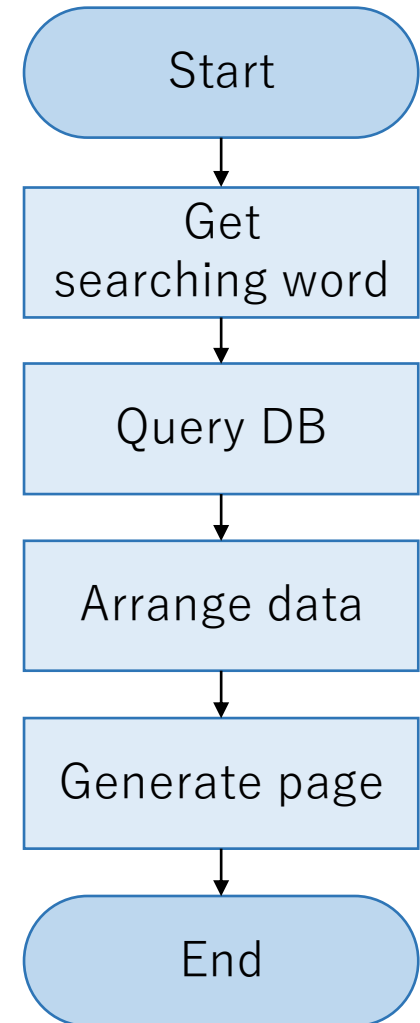 Start
Get
searching word
Query DB
Arrange data
Generate page
End